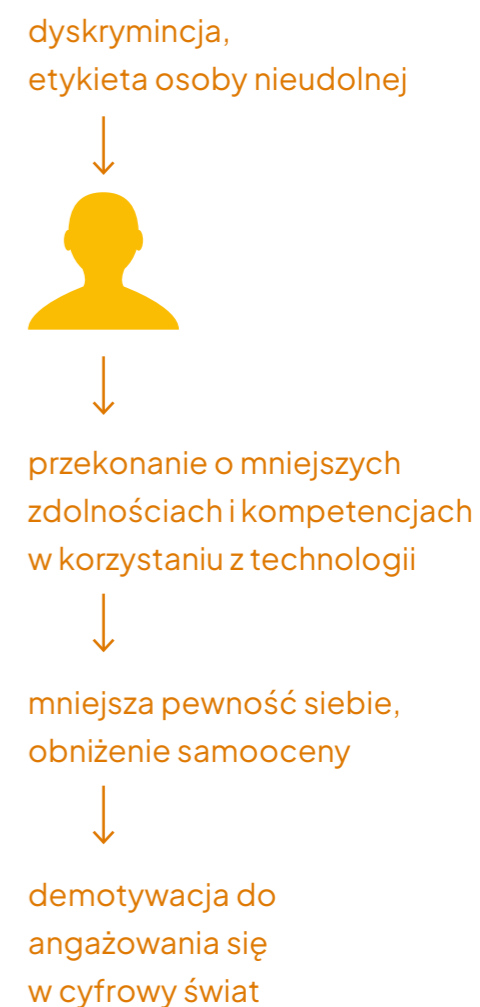 dyskrymincja,
etykieta osoby nieudolnej
przekonanie o mniejszych
zdolnościach i kompetencjach
w korzystaniu z technologii
mniejsza pewność siebie,
obniżenie samooceny
demotywacja do
angażowania się
w cyfrowy świat